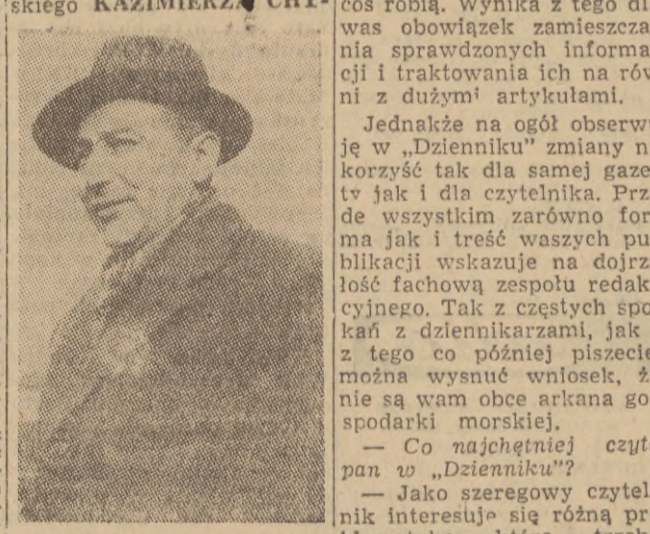 skiego KAZIMIERZA CHY-
coś robią. Wynika z tego dl
was obowiązek zamieszcza
nia sprawdzonych informa
cji i traktowania ich na rów
ni z dużymi artykułami.
Jednakże na ogół obserwu
ję w „Dzienniku” zmiany n
korzyść tak dla samej gaze
ty jak i dla czytelnika. Prz
de wszystkim zarówno for
ma jak i treść waszych pu
blikacji wskazuje na dojrz
łość fachową zespołu redak
cyjnego. Tak z częstych spo
kań z dziennikarzami, jak
z tego co później piszecie
można wysnuć wniosek, ż
nie są wam obce arkana go
spodarki morskiej.
— Co najchętniej czyt
pan w „Dzienniku”?
— Jako szeregowy czytel
nik interesuje się różną pr